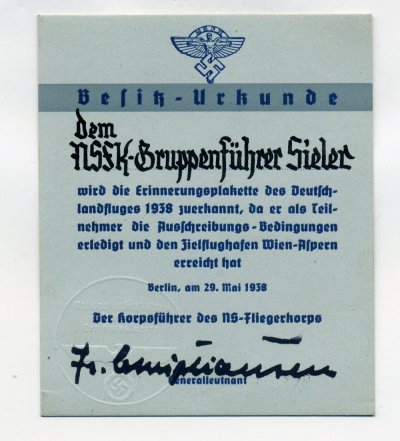 Besitz-Urkunde
dem
NSFK-Gruppenführer Sieler
wird die Erinnerungsplakette des Deutsch-
landfluges 1938 zuerkannt, da er als Teil-
nehmer die Ausschreibungs-Bedingungen
erledigt und den Zielflughafen Wien-Aspern
erreicht hat
Berlin, am 29. Mai 1938
Der Korpsführer des NS-Fliegerkorps
Fr. Christiansen
Generalleutnant